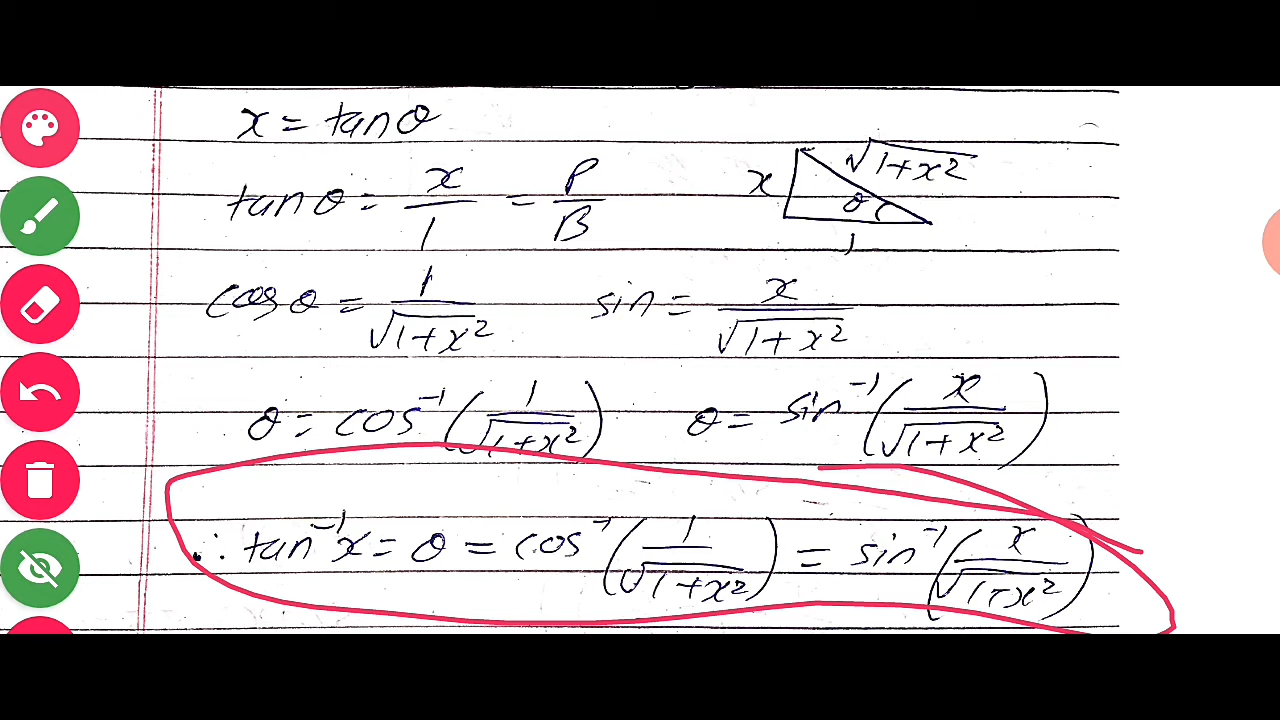 x = tanθ
tanθ = x/1 = P/B
x √1+x² θ 1
cosθ = 1/√1+x² sin = x/√1+x²
θ = cos⁻¹(1/√1+x²) θ = sin⁻¹(x/√1+x²)
∴ tan⁻¹x = θ = cos⁻¹(1/√1+x²) = sin⁻¹(x/√1+x²)